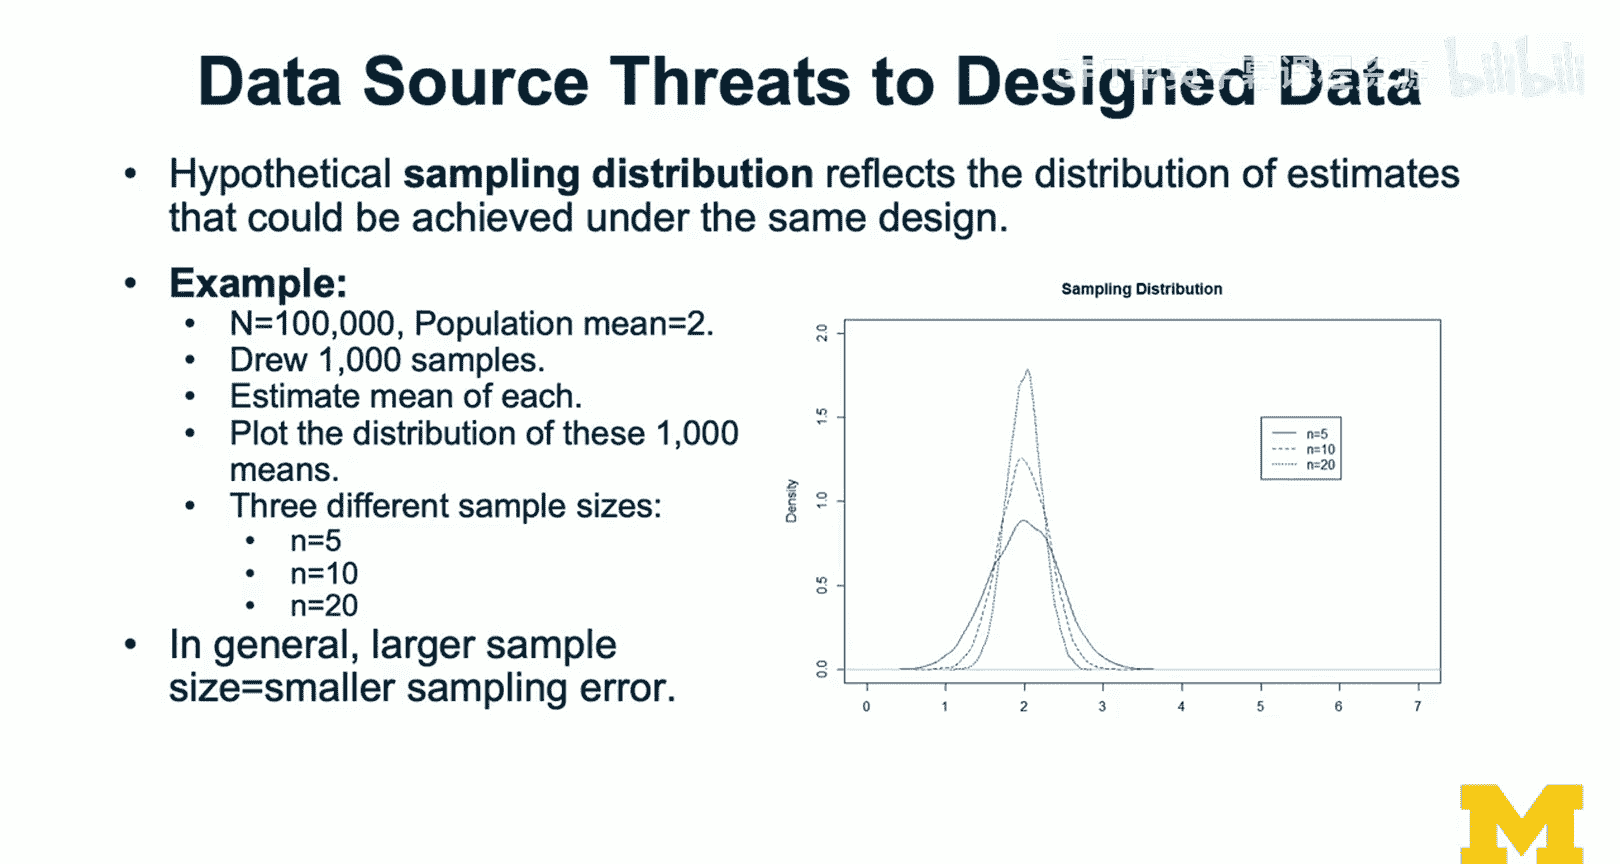 Data Source Threats to Designed Data
bilibili
• Hypothetical sampling distribution reflects the distribution of estimates
that could be achieved under the same design.
• Example:
• N=100,000, Population mean=2.
• Drew 1,000 samples.
• Estimate mean of each.
• Plot the distribution of these 1,000
means.
• Three different sample sizes:
• n=5
• n=10
• n=20
• In general, larger sample
size=smaller sampling error.
Sampling Distribution
2.0
1.5
1.0
0.5
0.0
Density
n=5
n=10
n=20
0 1 2 3 4 5 6 7
M